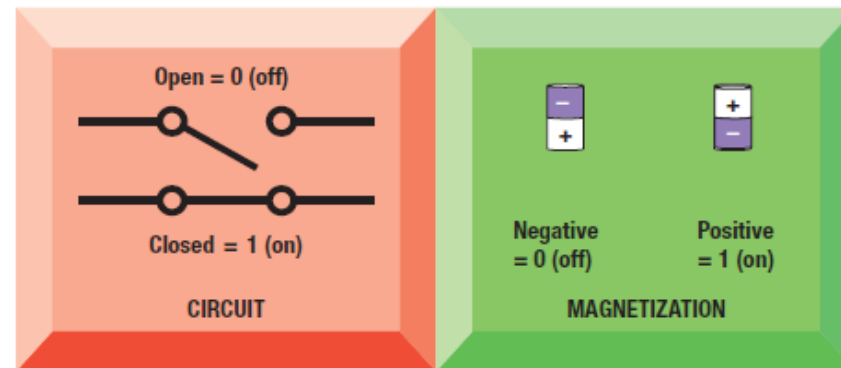 Open = 0 (off)
Closed = 1 (on)
CIRCUIT
−
+
+
−
Negative
= 0 (off)
Positive
= 1 (on)
MAGNETIZATION